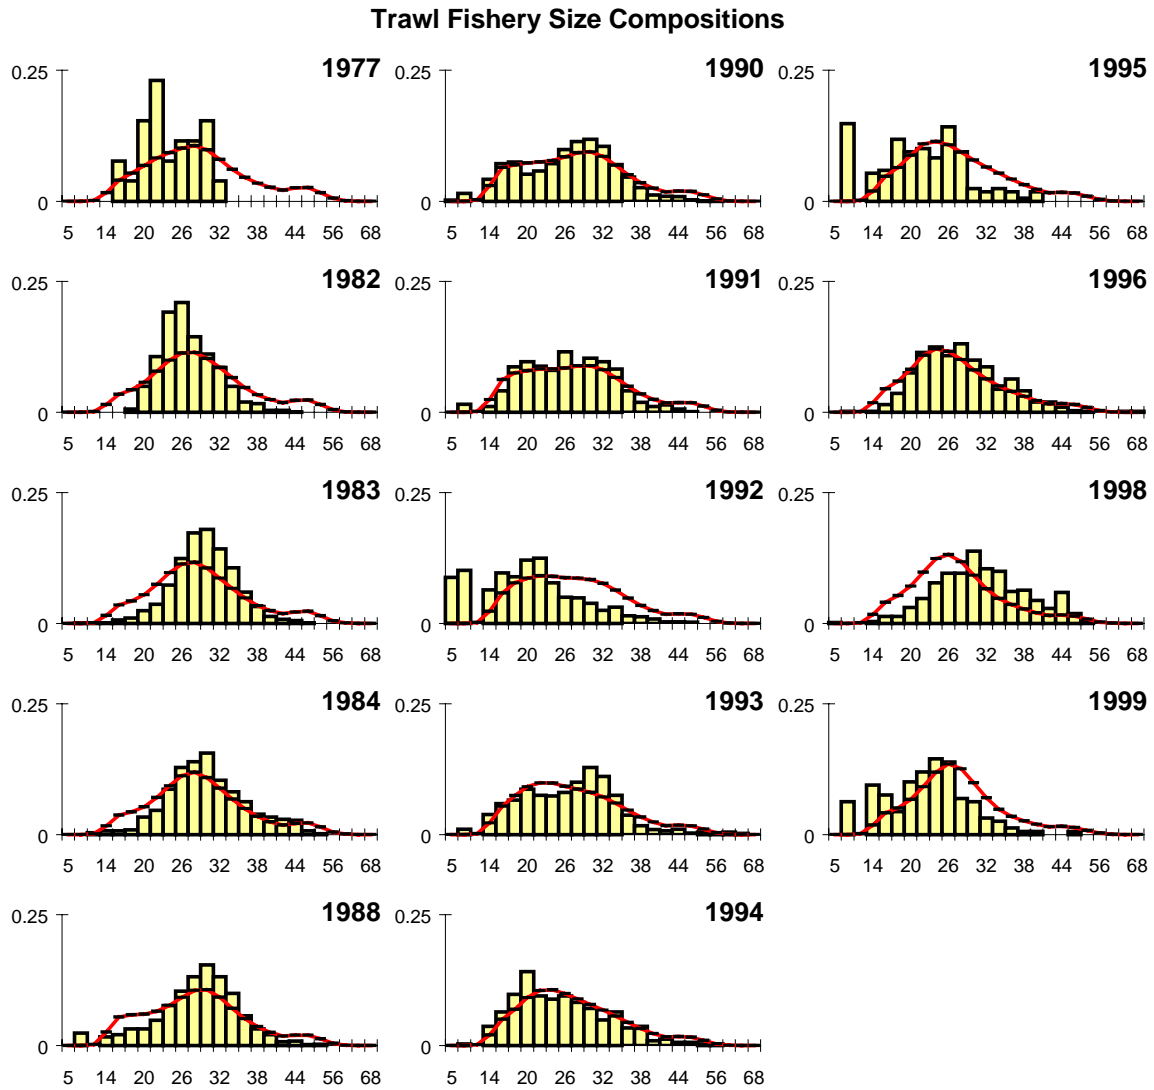 Trawl Fishery Size Compositions
0.25 1977 0.25 1990 0.25 1995
0 0 0
5 14 20 26 32 38 44 56 68 5 14 20 26 32 38 44 56 68 5 14 20 26 32 38 44 56 68
0.25 1982 0.25 1991 0.25 1996
0 0 0
5 14 20 26 32 38 44 56 68 5 14 20 26 32 38 44 56 68 5 14 20 26 32 38 44 56 68
0.25 1983 0.25 1992 0.25 1998
0 0 0
5 14 20 26 32 38 44 56 68 5 14 20 26 32 38 44 56 68 5 14 20 26 32 38 44 56 68
0.25 1984 0.25 1993 0.25 1999
0 0 0
5 14 20 26 32 38 44 56 68 5 14 20 26 32 38 44 56 68 5 14 20 26 32 38 44 56 68
0.25 1988 0.25 1994
0 0
5 14 20 26 32 38 44 56 68 5 14 20 26 32 38 44 56 68